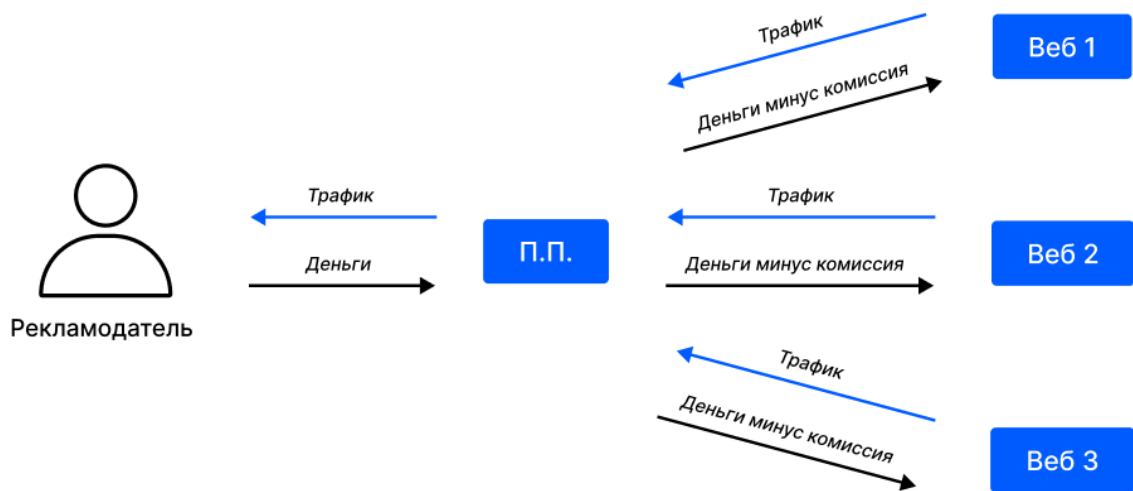 Трафик
Веб 1
Деньги минус комиссия
Трафик
Трафик
П.П.
Веб 2
Деньги
Деньги минус комиссия
Рекламодатель
Трафик
Деньги минус комиссия
Веб 3